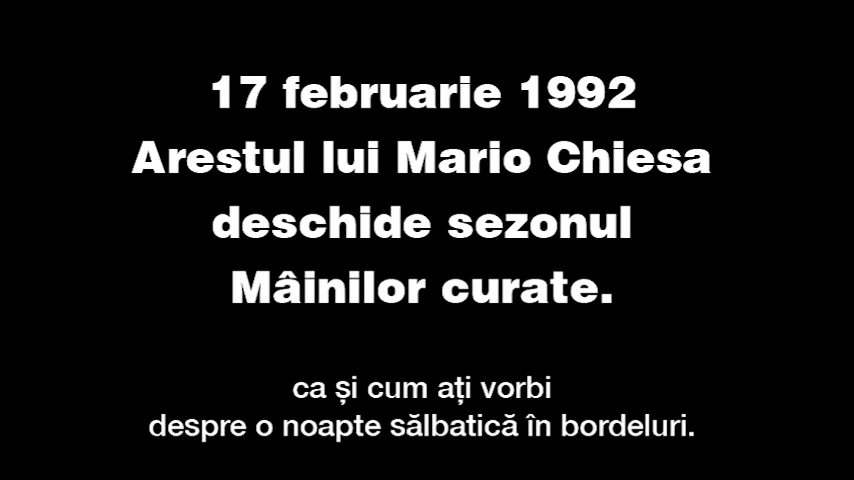 17 februarie 1992
Arestul lui Mario Chiesa
deschide sezonul
Mâinilor curate.
ca și cum ați vorbi
despre o noapte sălbatică în bordeluri.